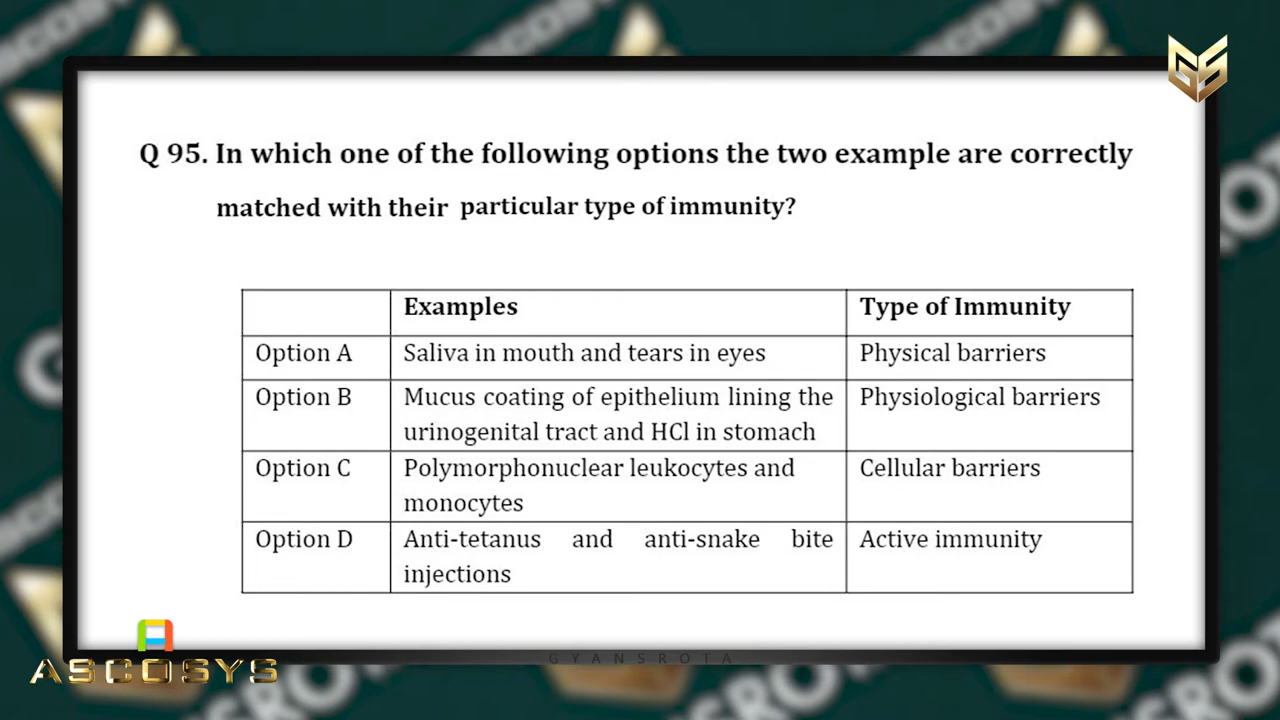 GS
Q 95. In which one of the following options the two example are correctly
matched with their particular type of immunity?
Examples Type of Immunity
Option A Saliva in mouth and tears in eyes Physical barriers
Option B Mucus coating of epithelium lining the Physiological barriers
urinogenital tract and HCl in stomach
Option C Polymorphonuclear leukocytes and Cellular barriers
monocytes
Option D Anti-tetanus and anti-snake bite Active immunity
injections
ASCOSYS
GYANSROTA